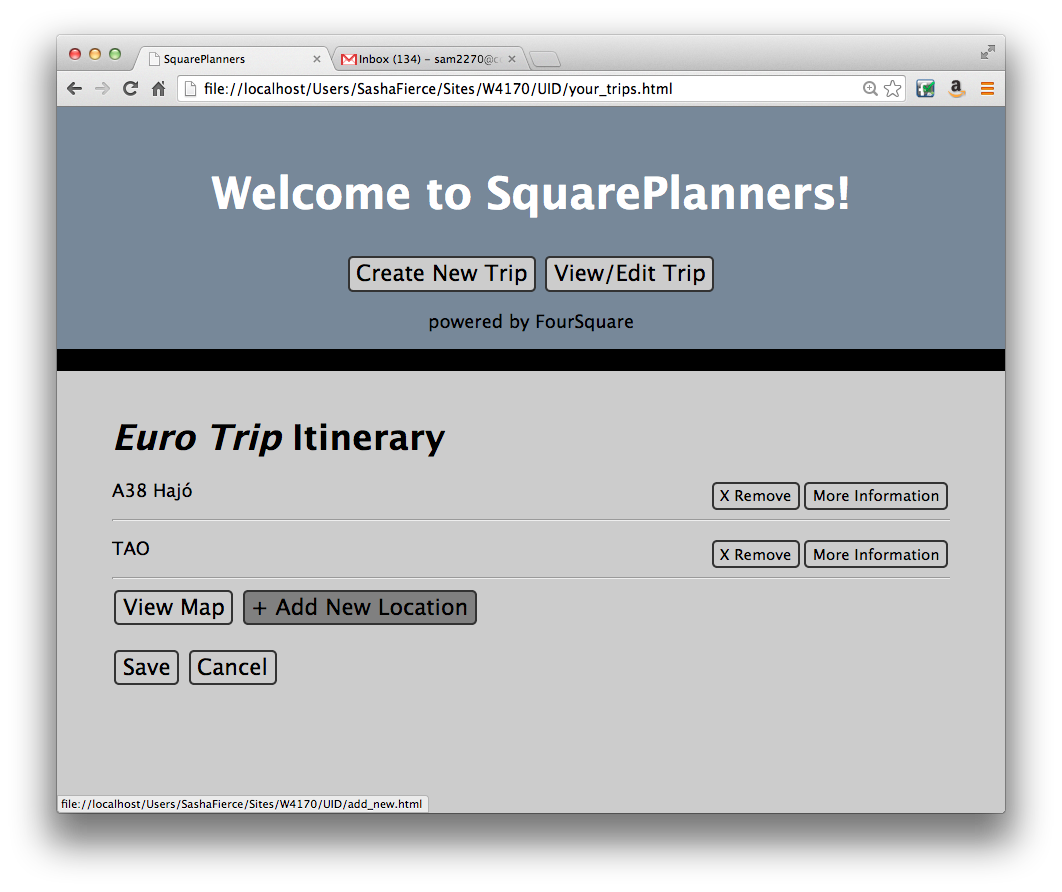 SquarePlanners
Inbox (134) – sam2270@c
file://localhost/Users/SashaFierce/Sites/W4170/UID/your_trips.html
Welcome to SquarePlanners!
Create New Trip View/Edit Trip
powered by FourSquare
Euro Trip Itinerary
A38 Hajó X Remove More Information
TAO X Remove More Information
View Map + Add New Location
Save Cancel
file://localhost/Users/SashaFierce/Sites/W4170/UID/add_new.html